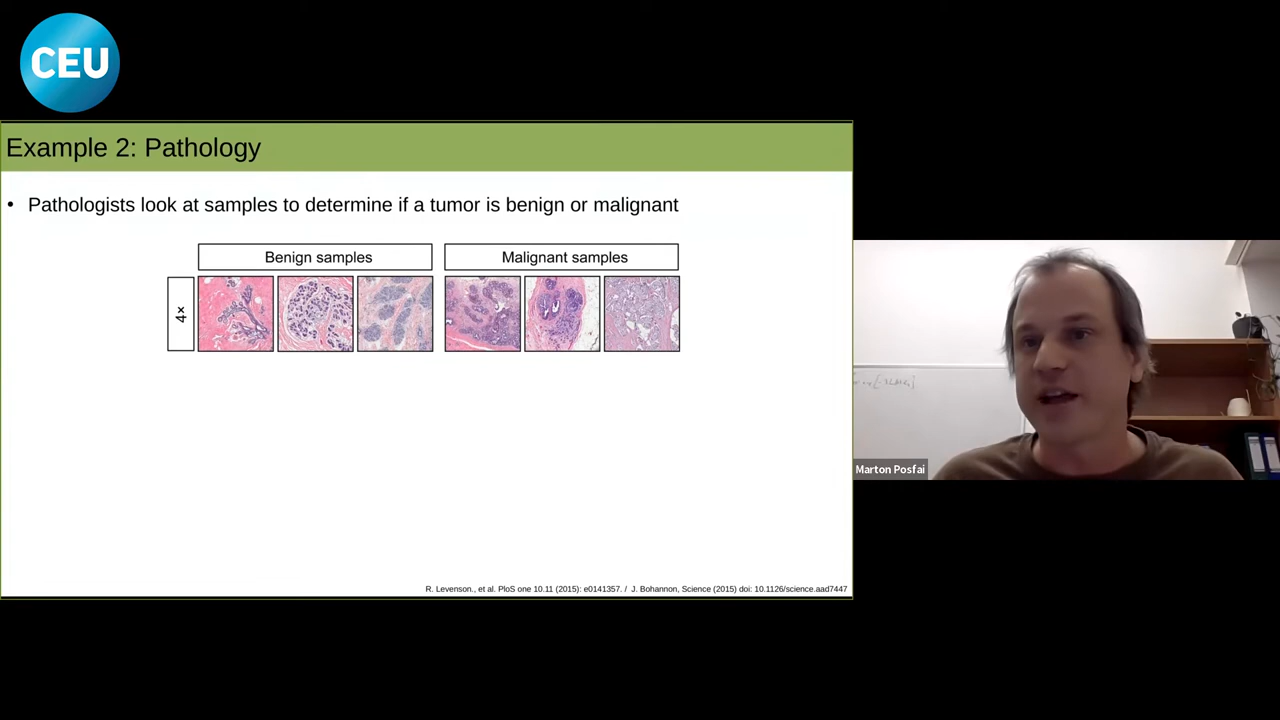 CEU
Example 2: Pathology
• Pathologists look at samples to determine if a tumor is benign or malignant
Benign samples
Malignant samples
4×
R. Levenson., et al. PloS one 10.11 (2015): e0141357. / J. Bohannon, Science (2015) doi: 10.1126/science.aad7447
Marton Posfai